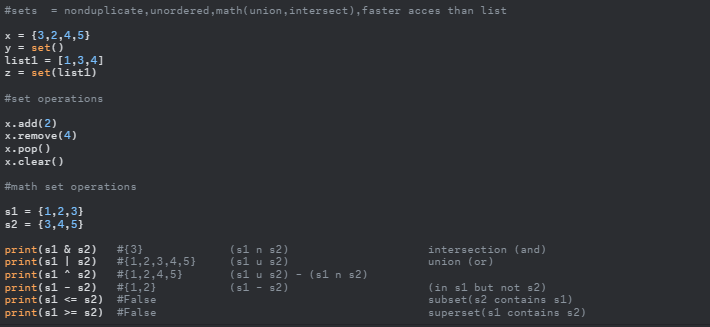 #sets  = nonduplicate,unordered,math(union,intersect),faster acces than list
x = {3,2,4,5}
y = set()
list1 = [1,3,4]
z = set(list1)
#set operations
x.add(2)
x.remove(4)
x.pop()
x.clear()
#math set operations
s1 = {1,2,3}
s2 = {3,4,5}
print(s1 & s2)  #{3}  (s1 n s2)  intersection (and)
print(s1 | s2)  #{1,2,3,4,5}  (s1 u s2)  union (or)
print(s1 ^ s2)  #{1,2,4,5}  (s1 u s2) - (s1 n s2)
print(s1 - s2)  #{1,2}  (s1 - s2)  (in s1 but not s2)
print(s1 <= s2)  #False  subset(s2 contains s1)
print(s1 >= s2)  #False  superset(s1 contains s2)